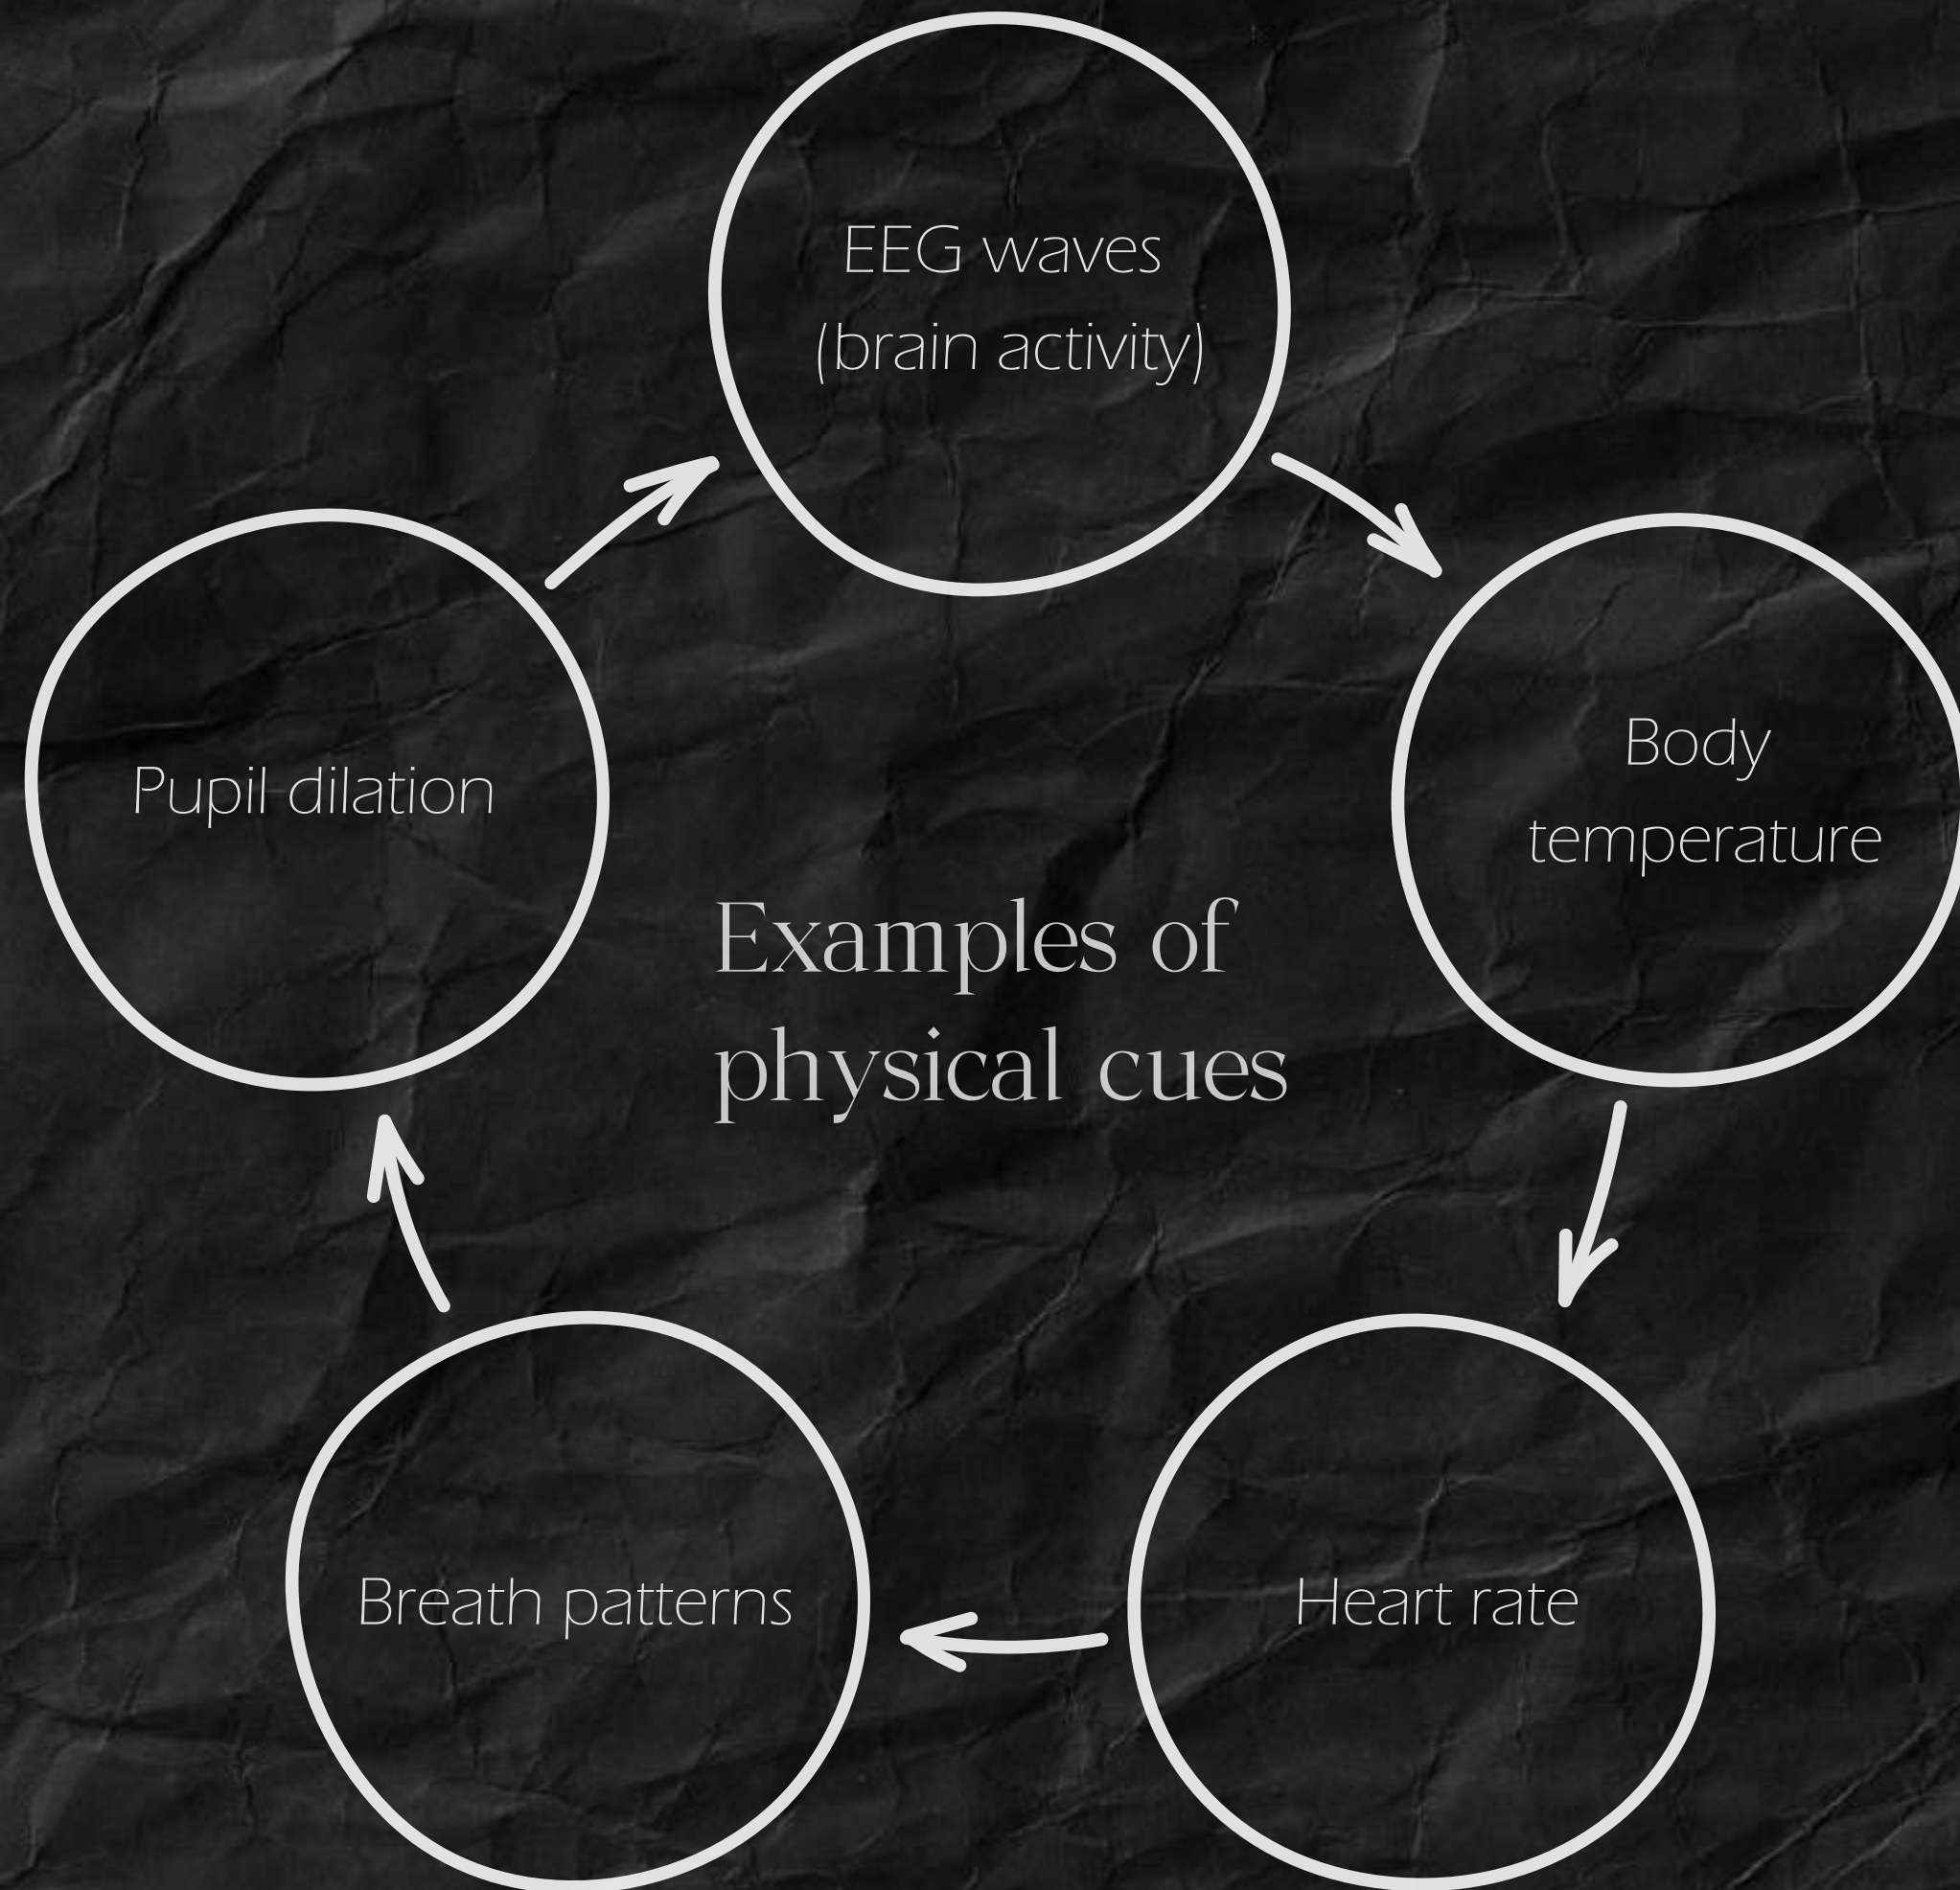 EEG waves
(brain activity)
Body
temperature
Heart rate
Breath patterns
Pupil dilation
Examples of
physical cues